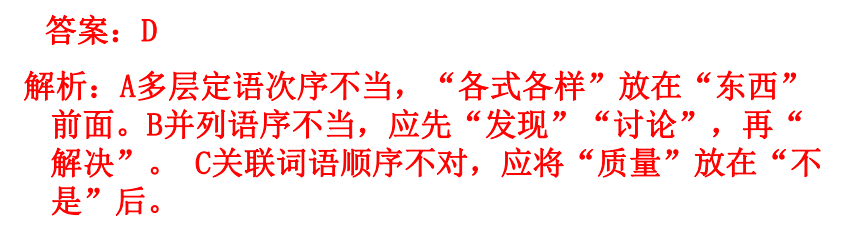 答案：D
解析：A多层定语次序不当，“各式各样”放在“东西”
前面。B并列语序不当，应先“发现”“讨论”，再“
解决”。 C关联词语顺序不对，应将“质量”放在“不
是”后。